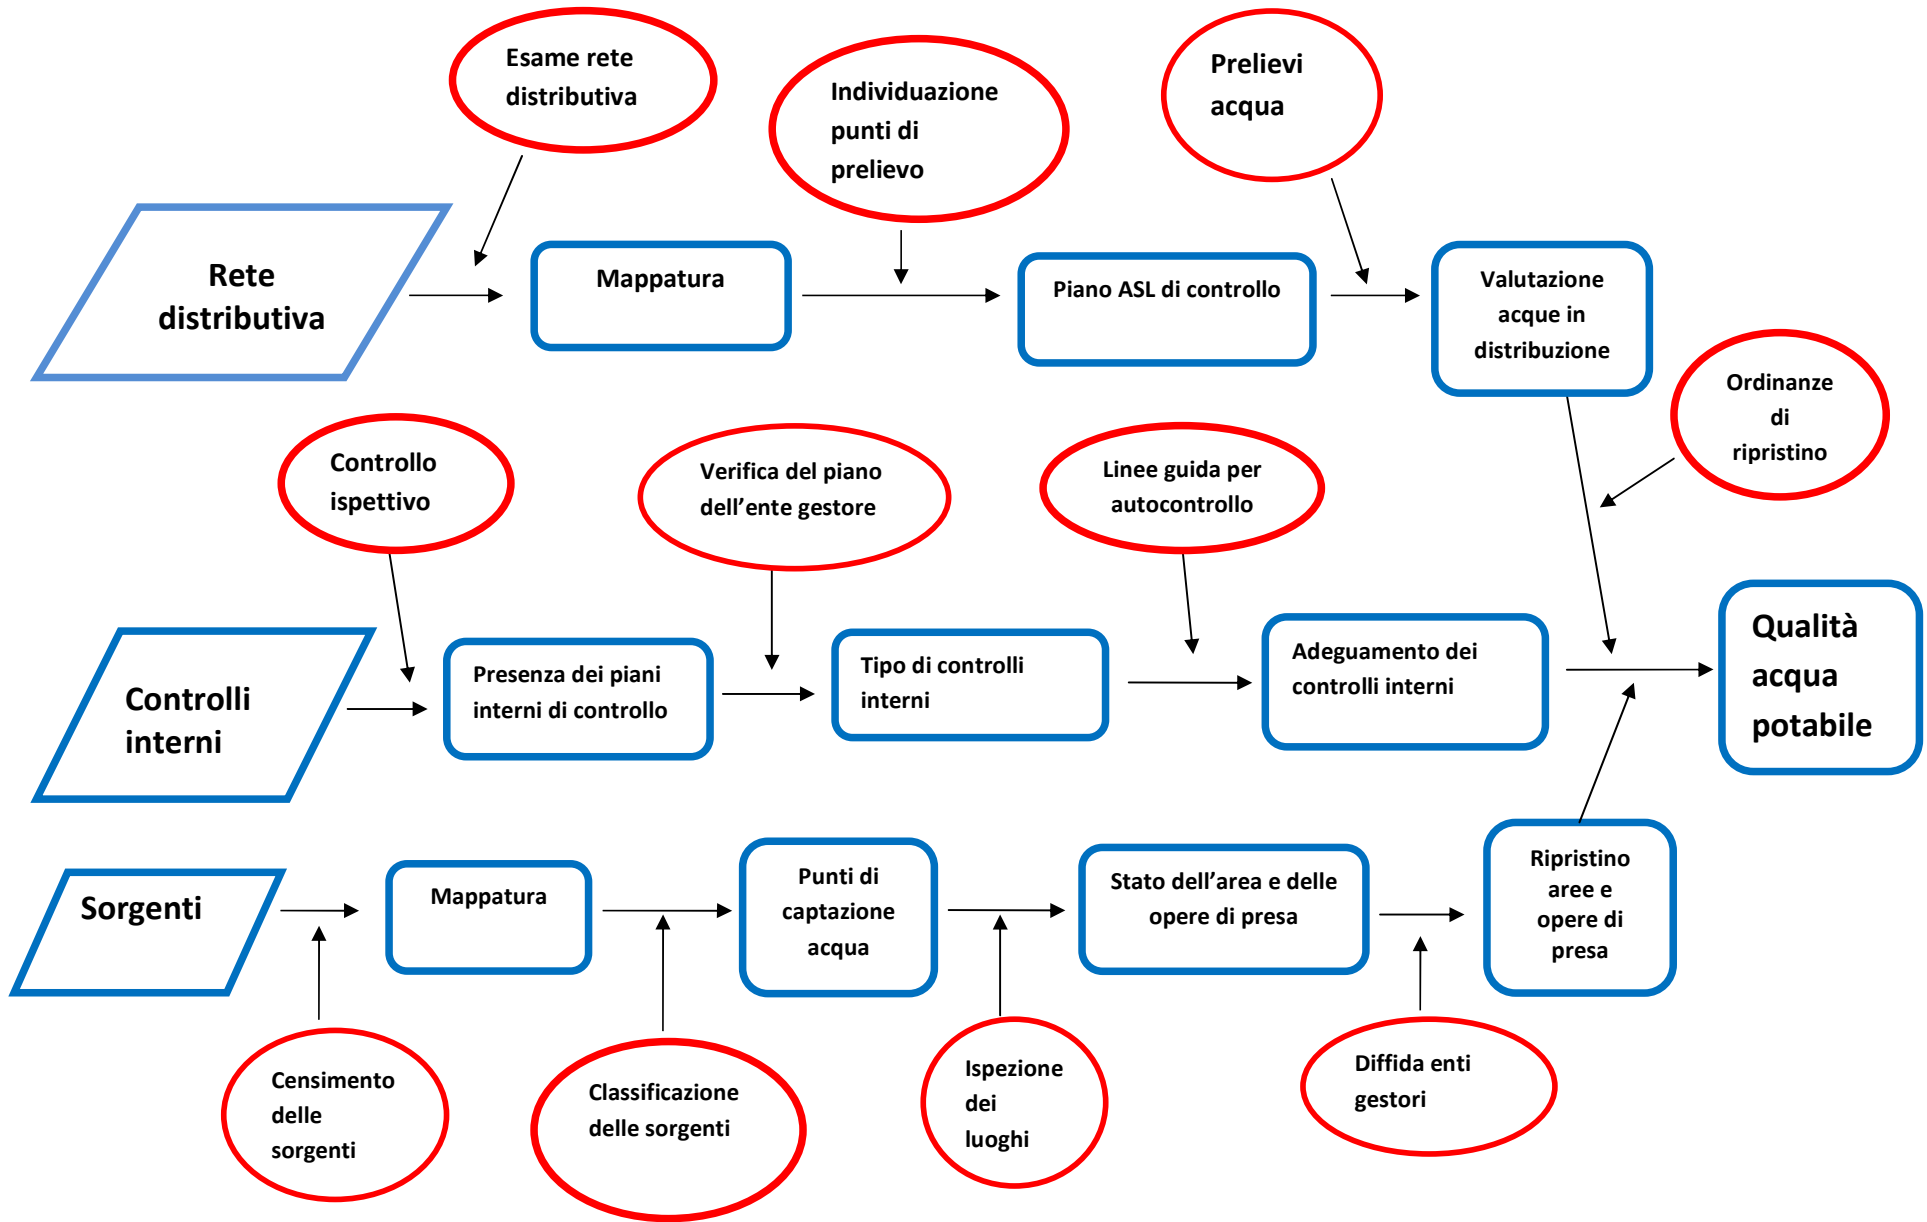 Esame rete
distributiva
Individuazione
punti di
prelievo
Prelievi
acqua
Rete
distributiva
Mappatura
Piano ASL di controllo
Valutazione
acque in
distribuzione
Ordinanze
di
ripristino
Controllo
ispettivo
Verifica del piano
dell’ente gestore
Linee guida per
autocontrollo
Controlli
interni
Presenza dei piani
interni di controllo
Tipo di controlli
interni
Adeguamento dei
controlli interni
Qualità
acqua
potabile
Sorgenti
Mappatura
Punti di
captazione
acqua
Stato dell’area e delle
opere di presa
Ripristino
aree e
opere di
presa
Censimento
delle
sorgenti
Classificazione
delle sorgenti
Ispezione
dei
luoghi
Diffida enti
gestori